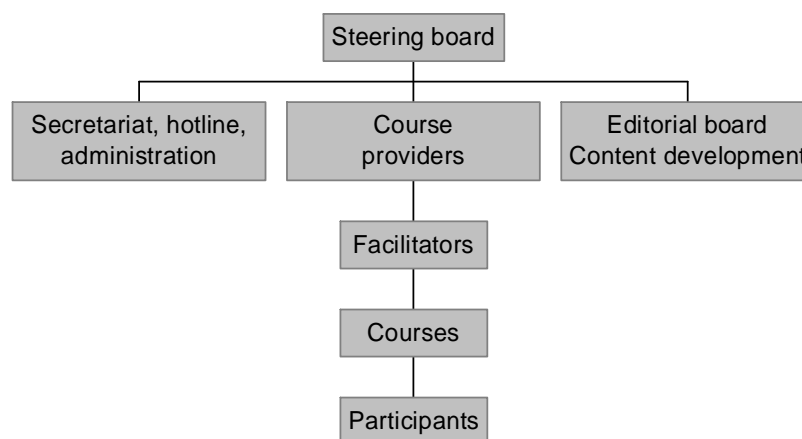 Steering board
Secretariat, hotline,
administration
Course
providers
Editorial board
Content development
Facilitators
Courses
Participants